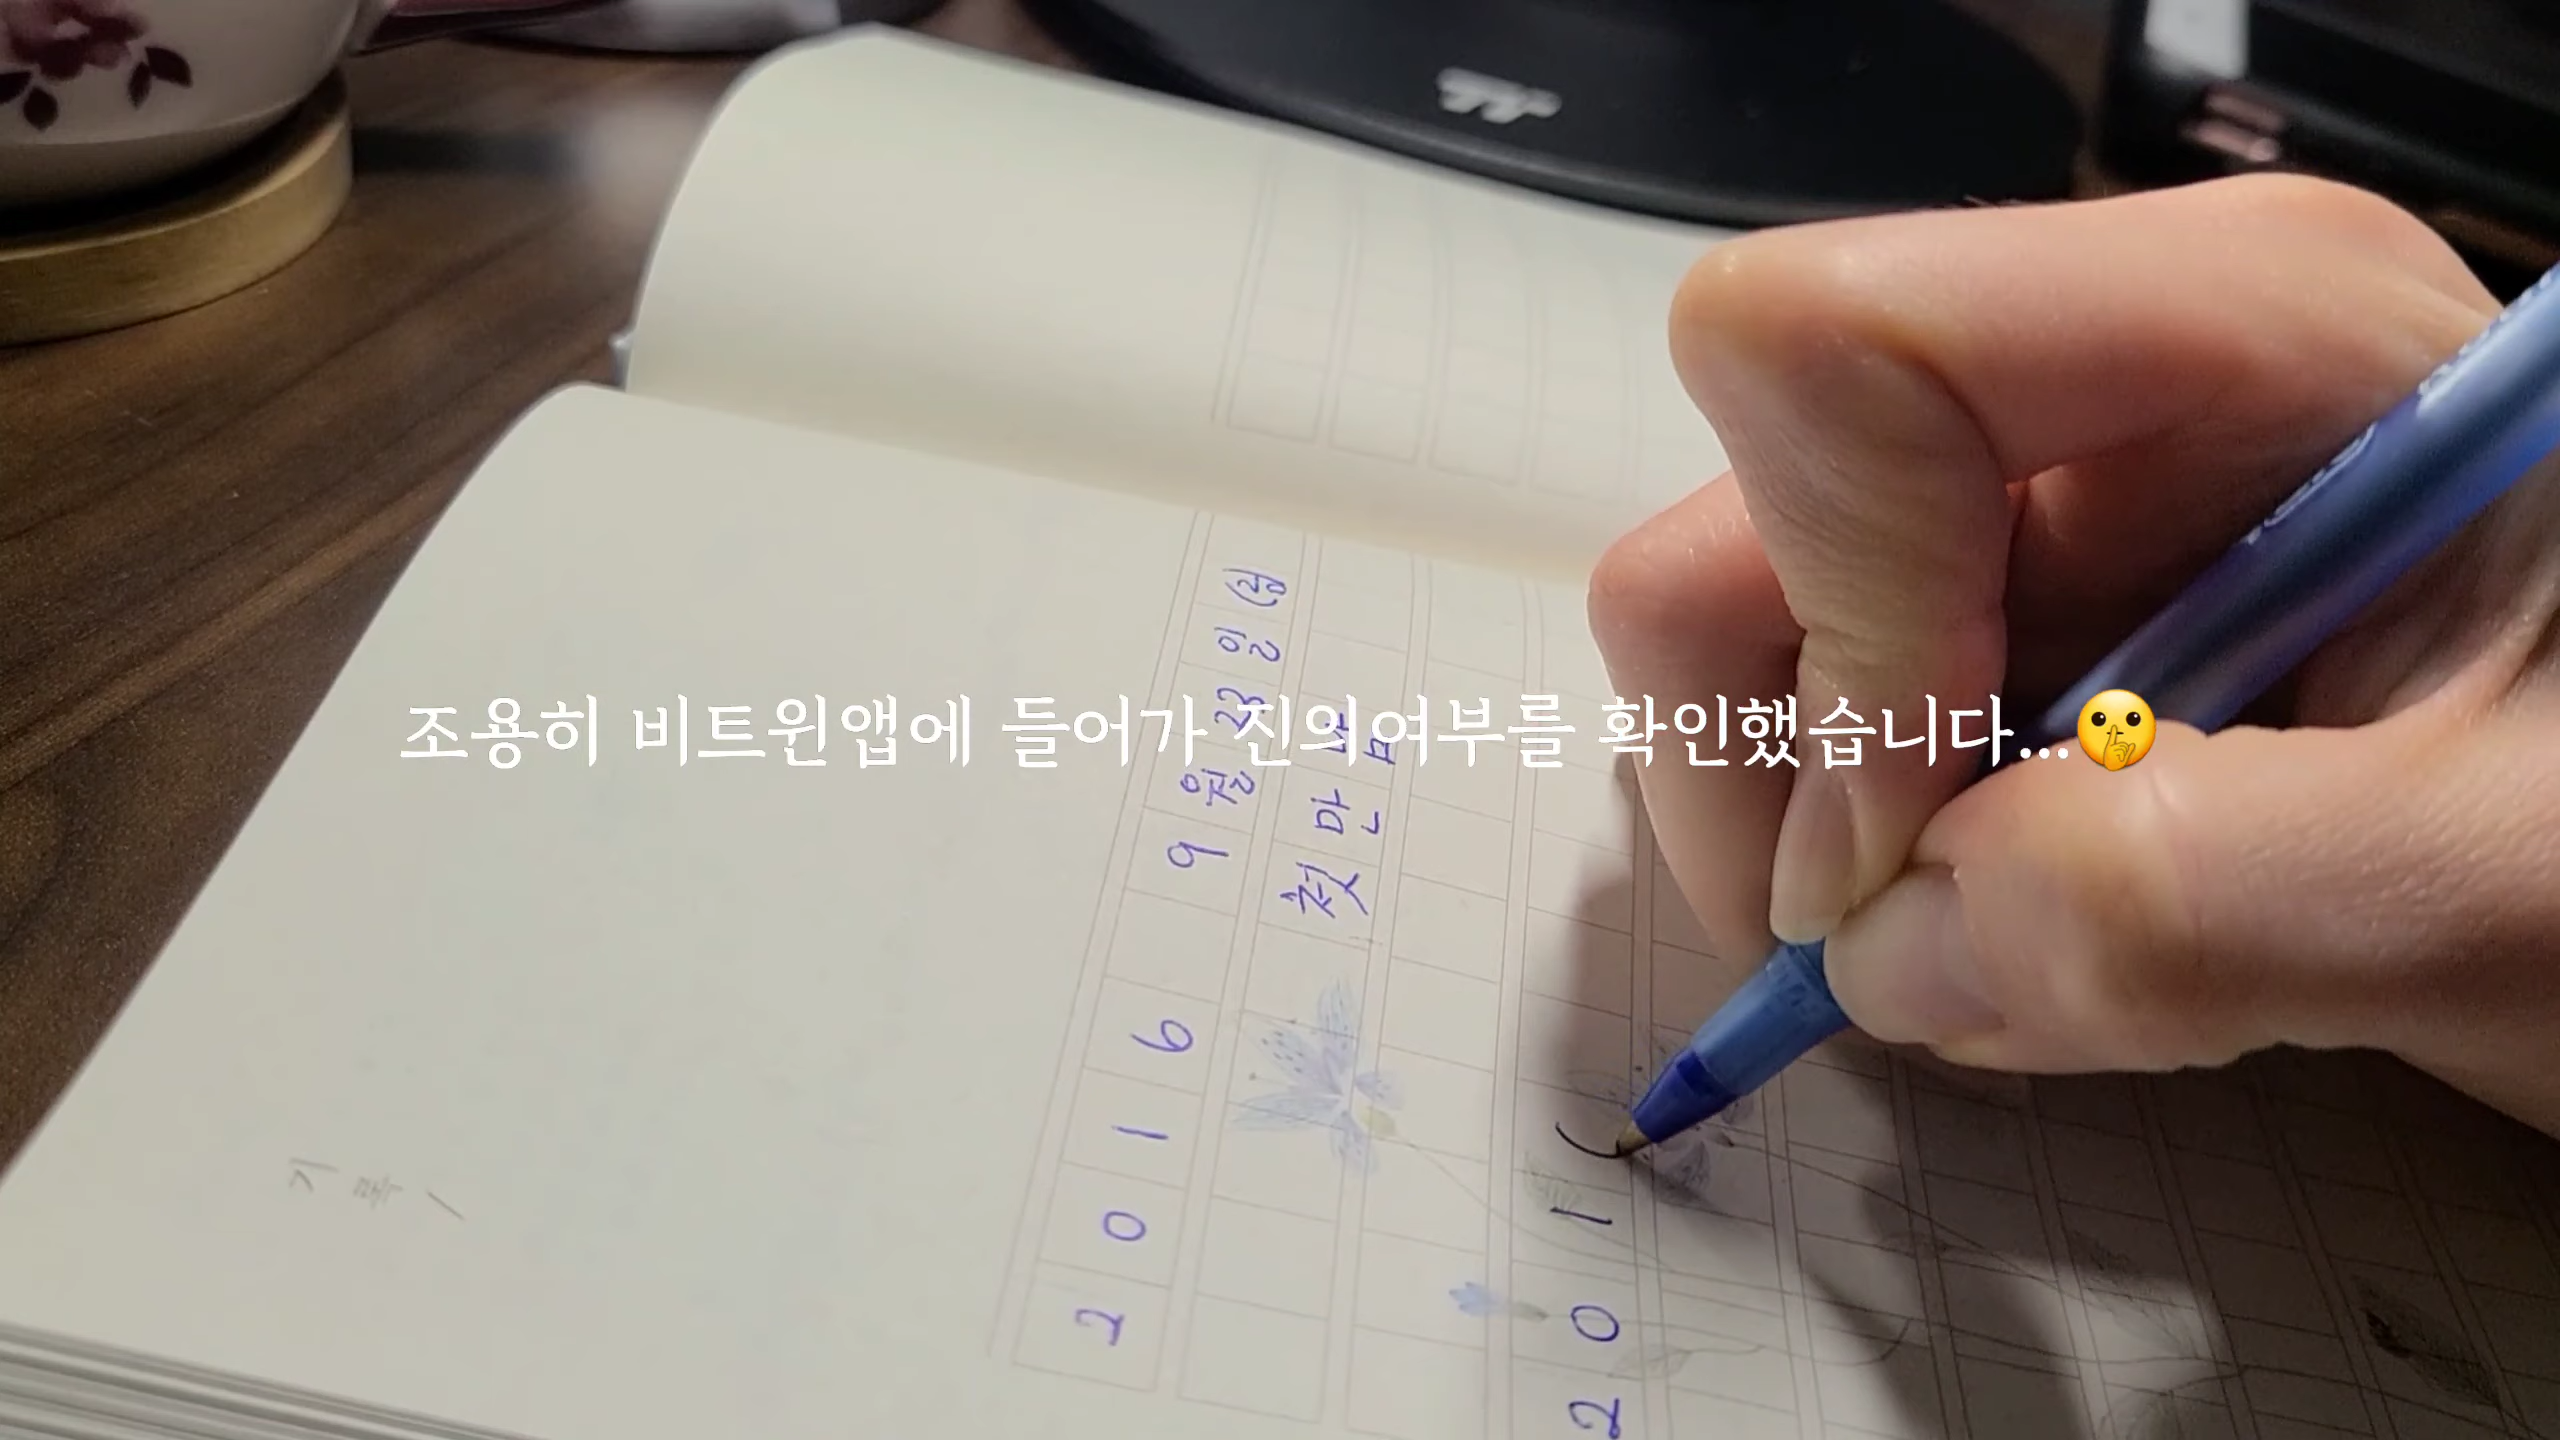 조용히 비트윈앱에 들어가 진의여부를 확인했습니다...🤫
2016 9월 23일 (금
첫 만남
201
기록/